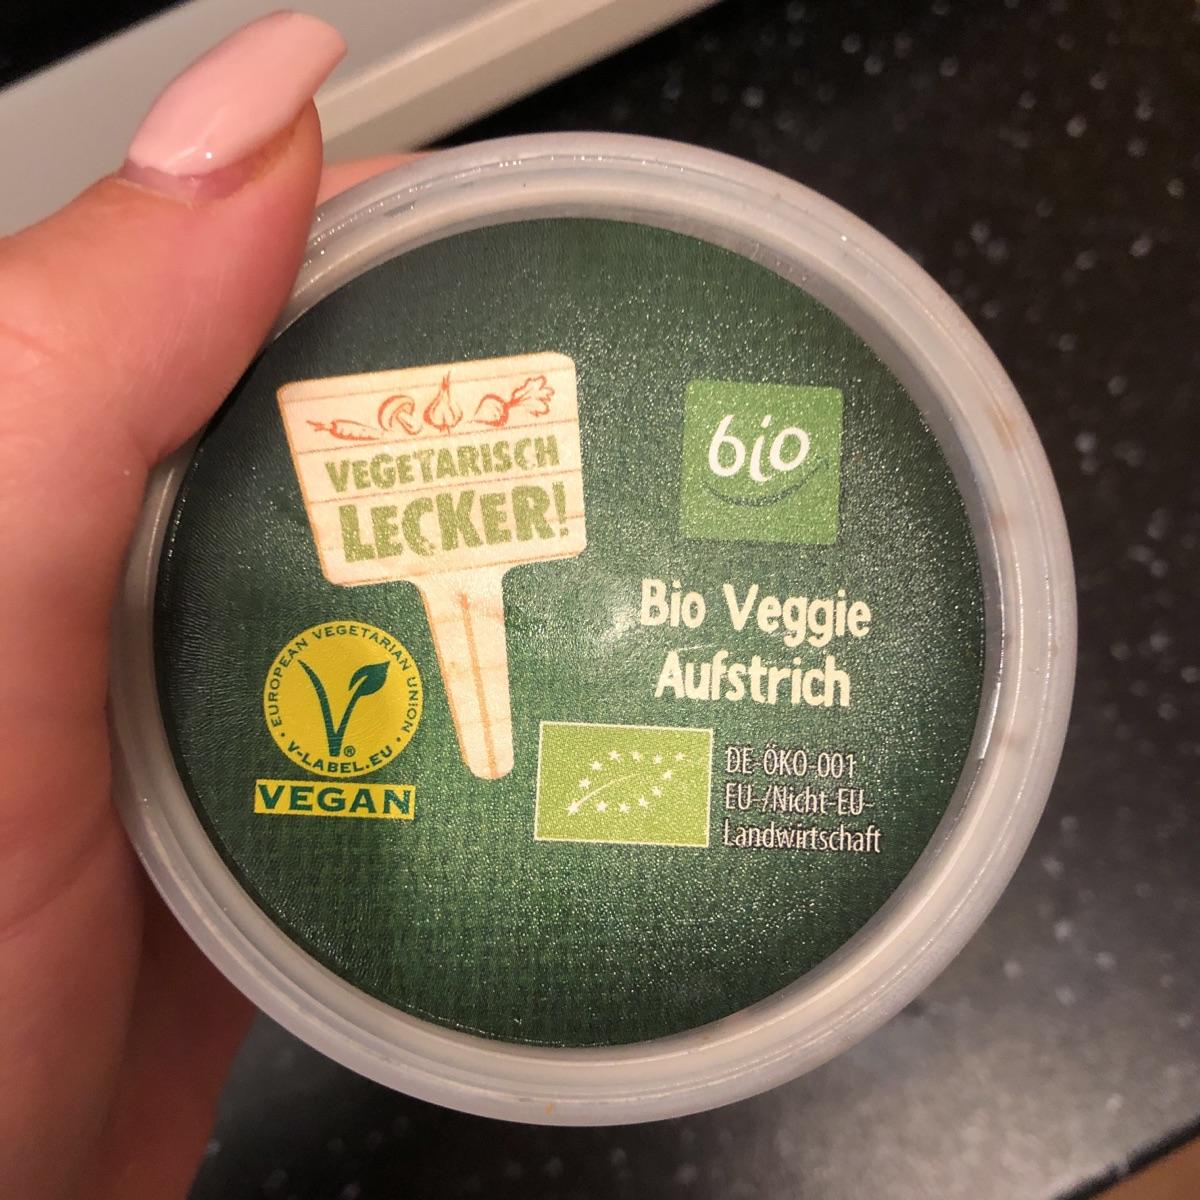 VEGETARISCH
LECKER!
bio
Bio Veggie
Aufstrich
EUROPEAN VEGETARIAN UNION
V-LABEL.EU
®
VEGAN
DE-ÖKO-001
EU-/Nicht-EU-
Landwirtschaft